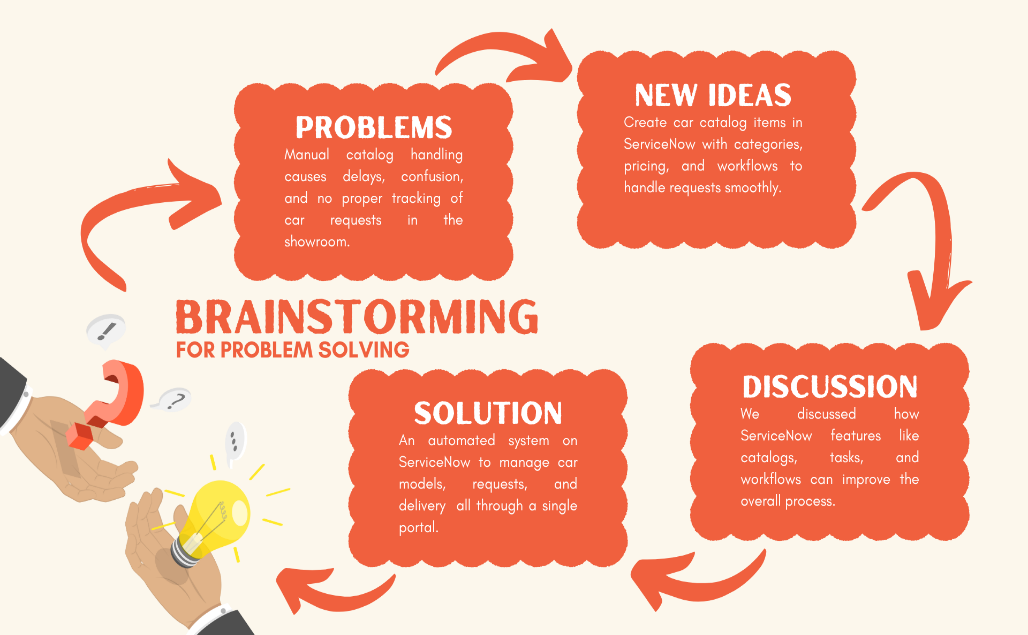 PROBLEMS
Manual catalog handling
causes delays, confusion,
and no proper tracking of
car requests in the
showroom.
NEW IDEAS
Create car catalog items in
ServiceNow with categories,
pricing, and workflows to
handle requests smoothly.
BRAINSTORMING
FOR PROBLEM SOLVING
DISCUSSION
We discussed how
ServiceNow features like
catalogs, tasks, and
workflows can improve the
overall process.
SOLUTION
An automated system on
ServiceNow to manage car
models, requests, and
delivery all through a single
portal.